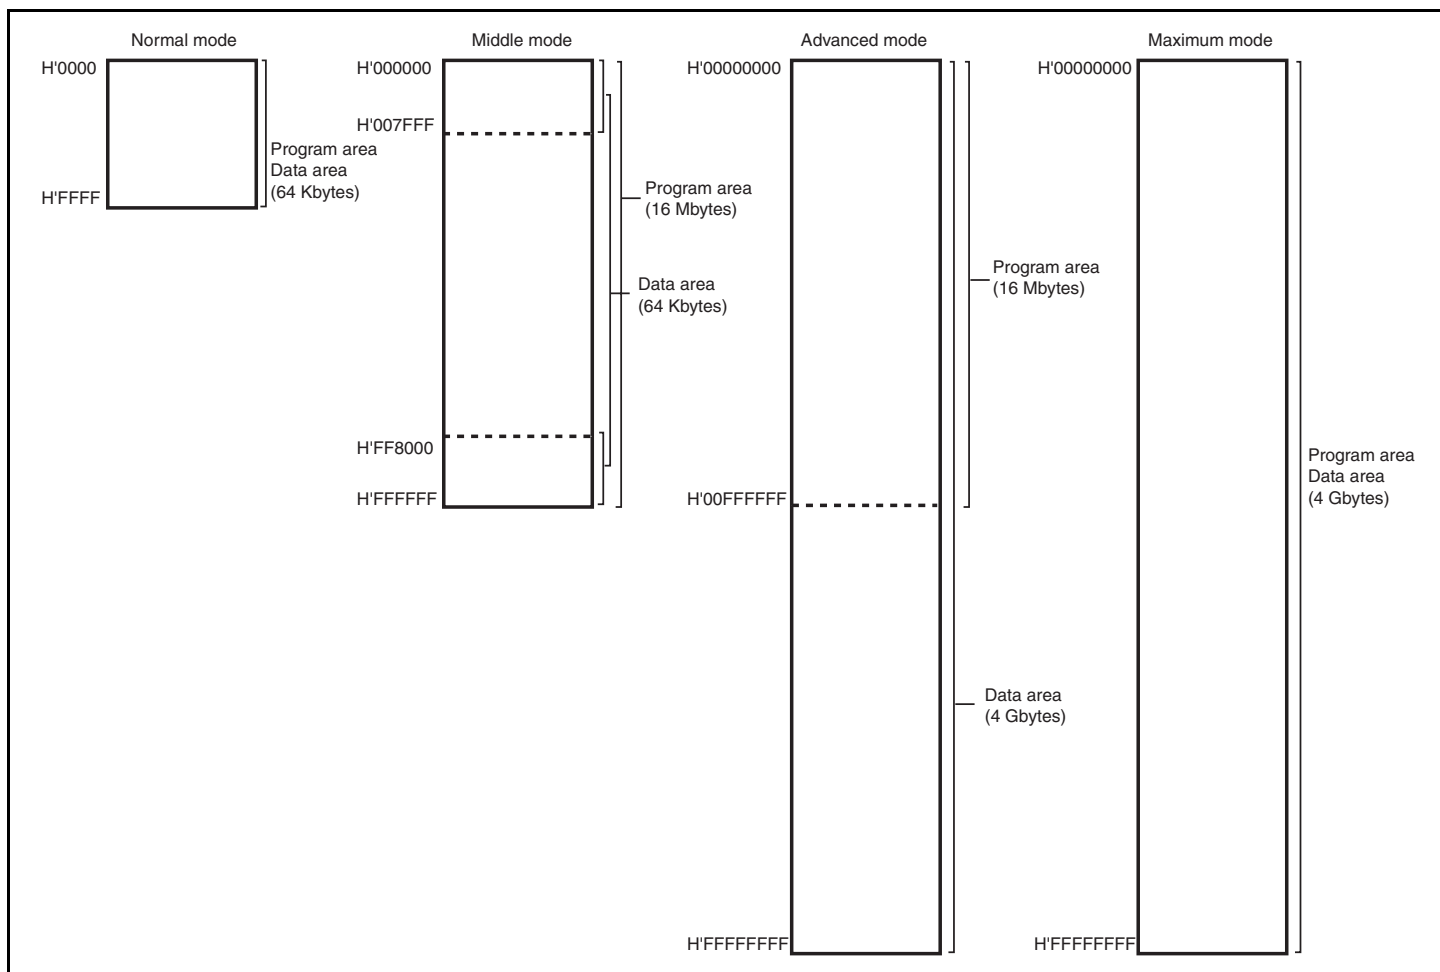 Normal mode
H'0000
H'FFFF
Program area
Data area
(64 Kbytes)
Middle mode
H'000000
H'007FFF
H'FF8000
H'FFFFFF
Program area
(16 Mbytes)
Data area
(64 Kbytes)
Advanced mode
H'00000000
H'00FFFFFF
H'FFFFFFFF
Program area
(16 Mbytes)
Data area
(4 Gbytes)
Maximum mode
H'00000000
H'FFFFFFFF
Program area
Data area
(4 Gbytes)